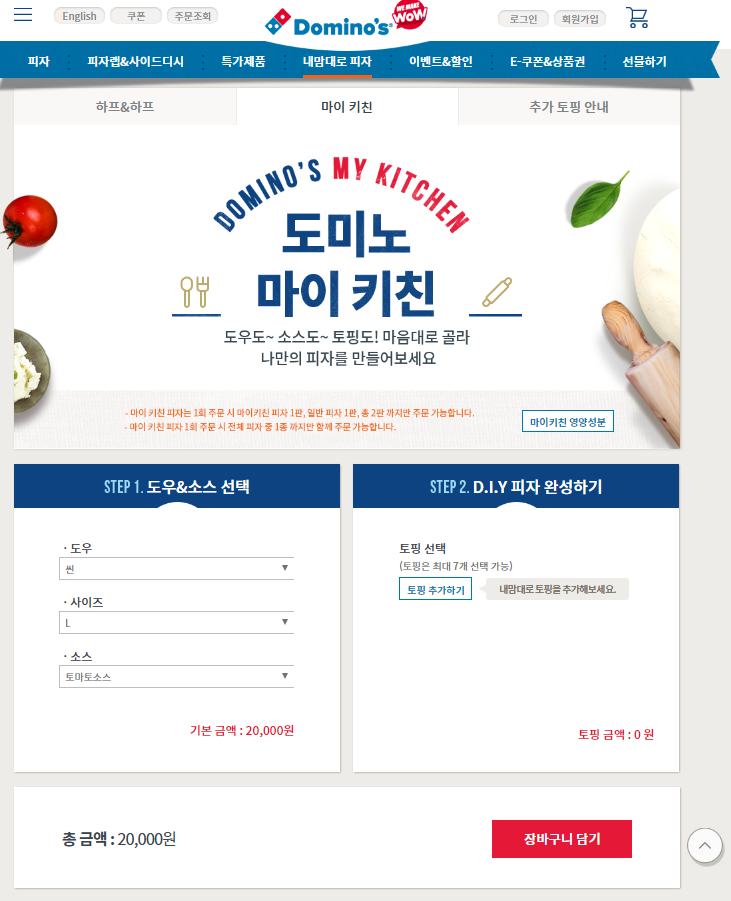 English 쿠폰 주문조회
Domino's
WE MAKE
WOW
로그인 회원가입
피자 피자랩&사이드디시 특가제품 내맘대로 피자 이벤트&할인 E-쿠폰&상품권 선물하기
하프&하프 마이 키친 추가 토핑 안내
DOMINO'S MY KITCHEN
도미노
마이 키친
도우도~ 소스도~ 토핑도! 마음대로 골라
나만의 피자를 만들어보세요
- 마이 키친 피자는 1회 주문 시 마이키친 피자 1판, 일반 피자 1판, 총 2판 까지만 주문 가능합니다.
- 마이 키친 피자 1회 주문 시 전체 피자 중 1종 까지만 함께 주문 가능합니다.
마이키친 영양성분
STEP 1. 도우&소스 선택
· 도우
씬
· 사이즈
L
· 소스
토마토소스
기본 금액 : 20,000원
STEP 2. D.I.Y 피자 완성하기
토핑 선택
(토핑은 최대 7개 선택 가능)
토핑 추가하기 내맘대로 토핑을 추가해보세요.
토핑 금액 : 0 원
총 금액 : 20,000원
장바구니 담기